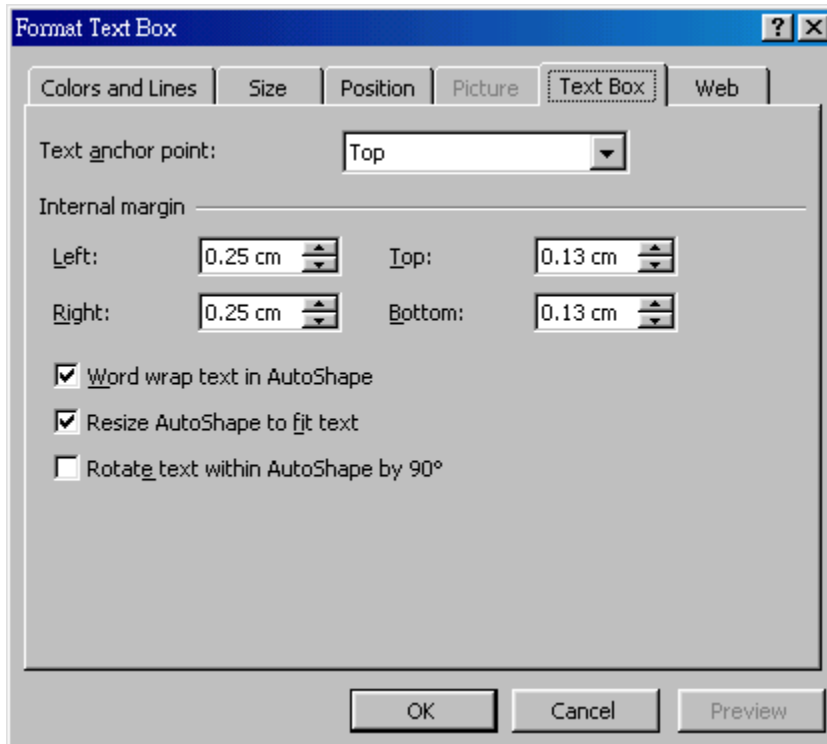 Format Text Box
Colors and Lines Size Position Picture Text Box Web
Text anchor point: Top
Internal margin
Left: 0.25 cm Top: 0.13 cm
Right: 0.25 cm Bottom: 0.13 cm
Word wrap text in AutoShape
Resize AutoShape to fit text
Rotate text within AutoShape by 90°
OK Cancel Preview